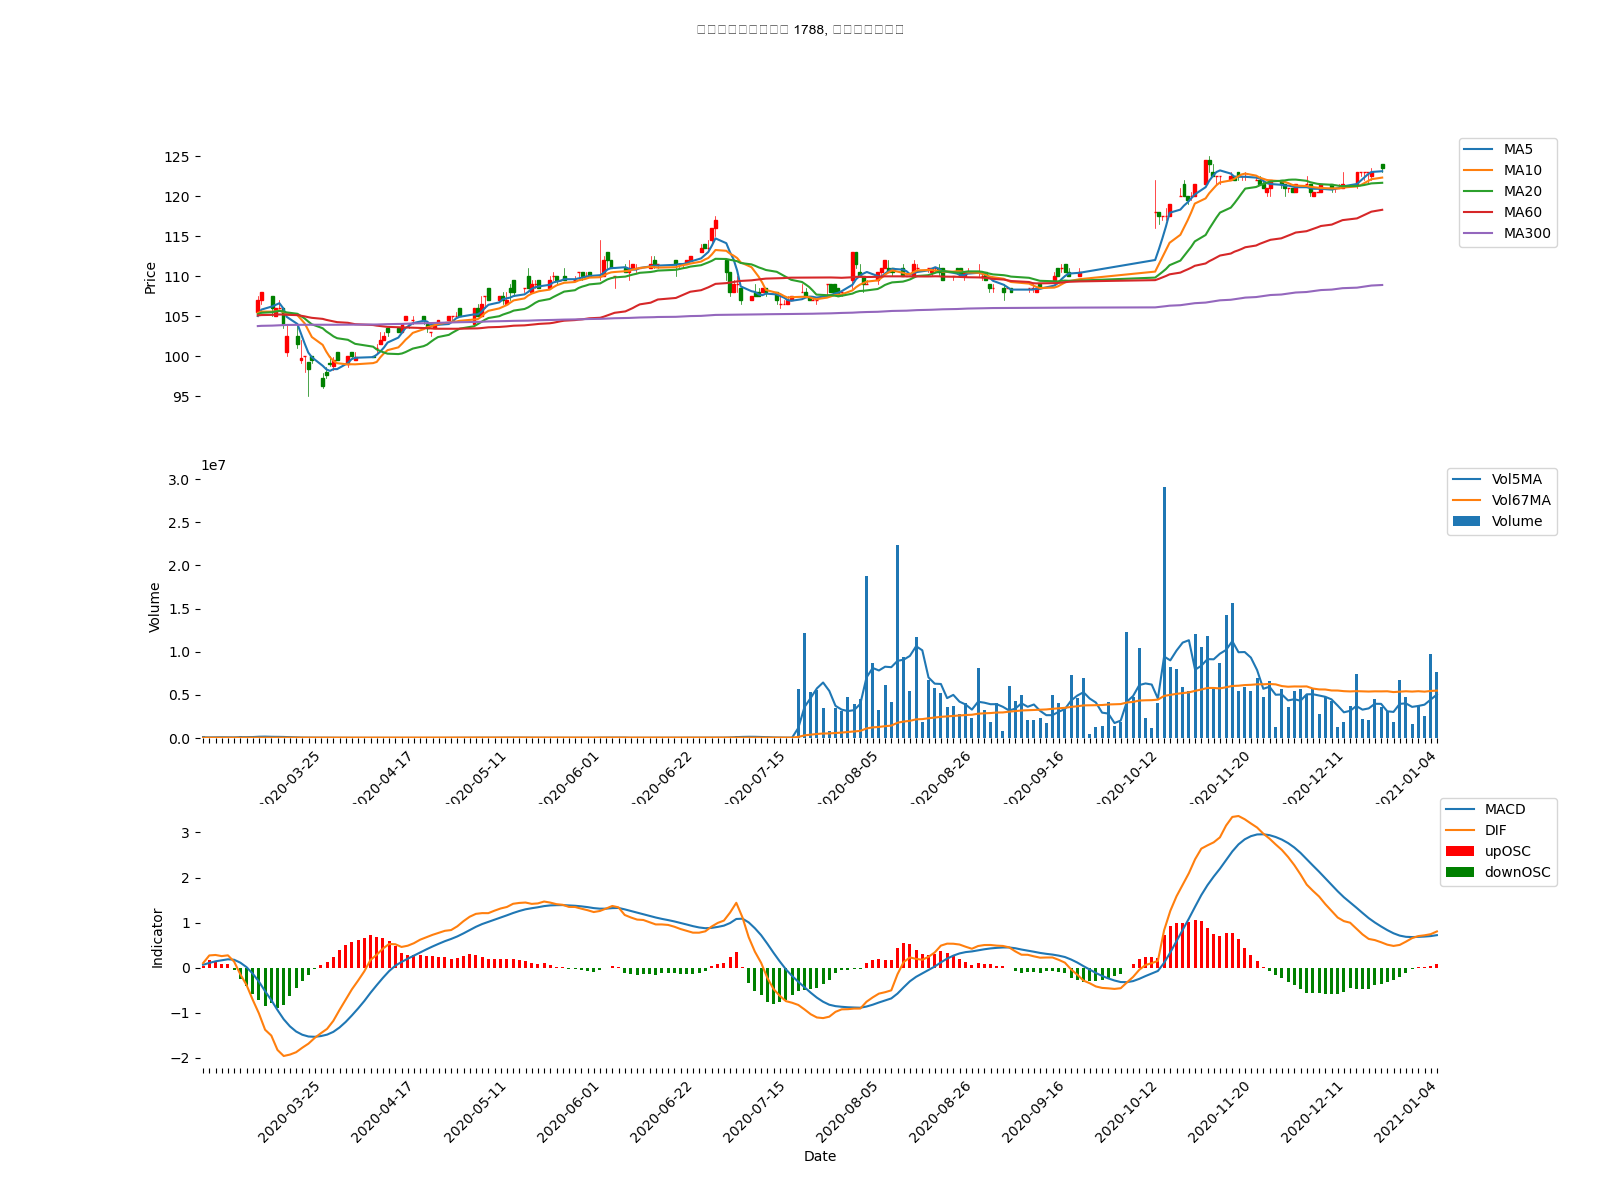 1788,
125
120
115
110
105
100
95
Price
MA5
MA10
MA20
MA60
MA300
1e7
3.0
2.5
2.0
1.5
1.0
0.5
0.0
Volume
Vol5MA
Vol67MA
Volume
2020-03-25 2020-04-17 2020-05-11 2020-06-01 2020-06-22 2020-07-15 2020-08-05 2020-08-26 2020-09-16 2020-10-12 2020-11-20 2020-12-11 2021-01-04
3
2
1
0
−1
−2
Indicator
MACD
DIF
upOSC
downOSC
2020-03-25 2020-04-17 2020-05-11 2020-06-01 2020-06-22 2020-07-15 2020-08-05 2020-08-26 2020-09-16 2020-10-12 2020-11-20 2020-12-11 2021-01-04
Date